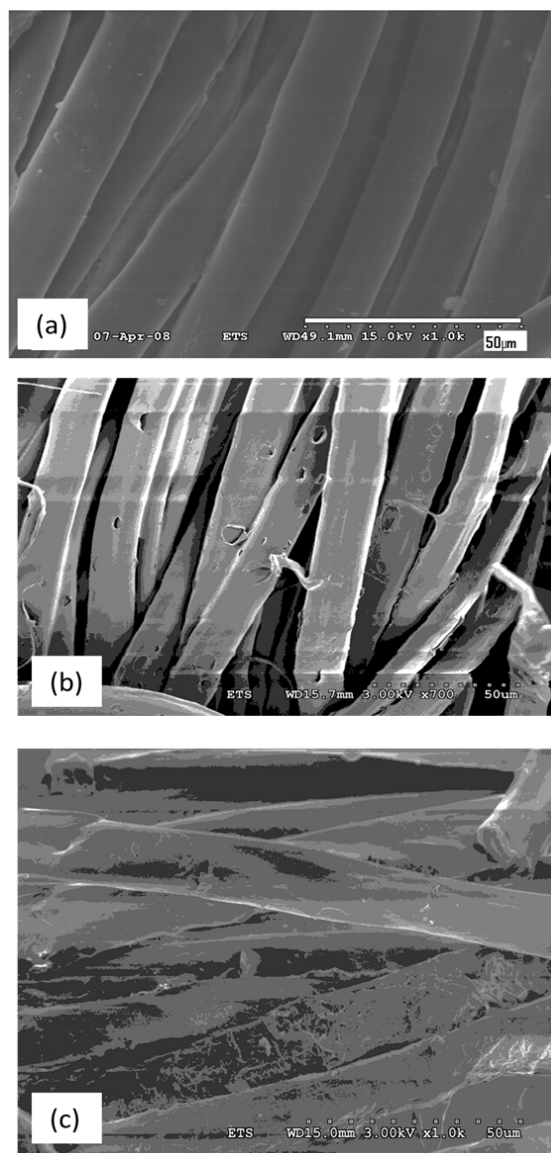 50µm
(a)
07-Apr-08 ETS WD49.1mm 15.0kV x1.0k
ETS WD15.7mm 3.00kV x700 50um
(b)
(c)
ETS WD15.0mm 3.00kV x1.0k 50um